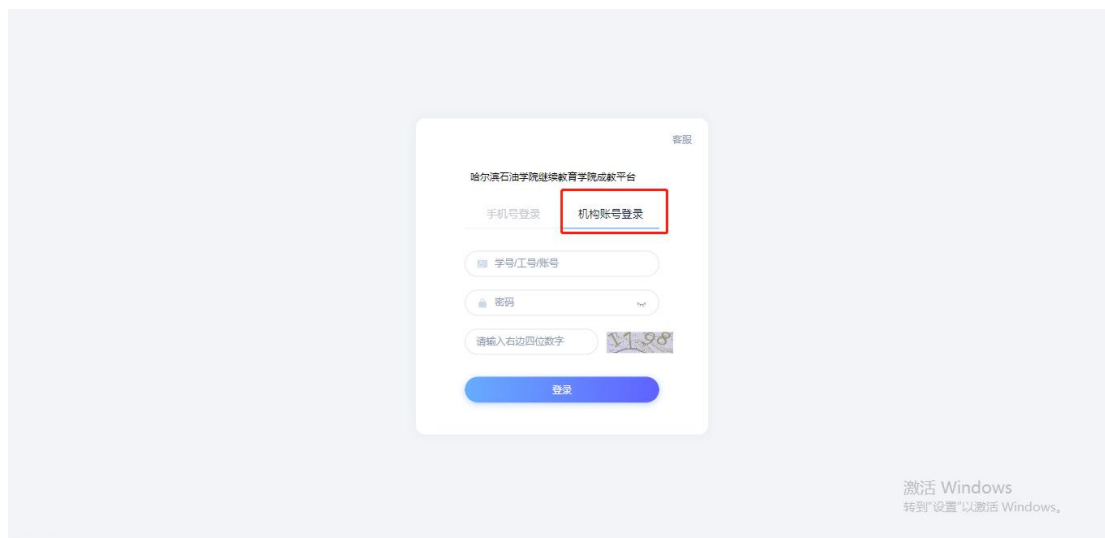 客服
哈尔滨石油学院继续教育学院成教平台
手机号登录 机构账号登录
学号/工号/账号
密码
请输入右边四位数字 1198
登录
激活 Windows
转到"设置"以激活 Windows。